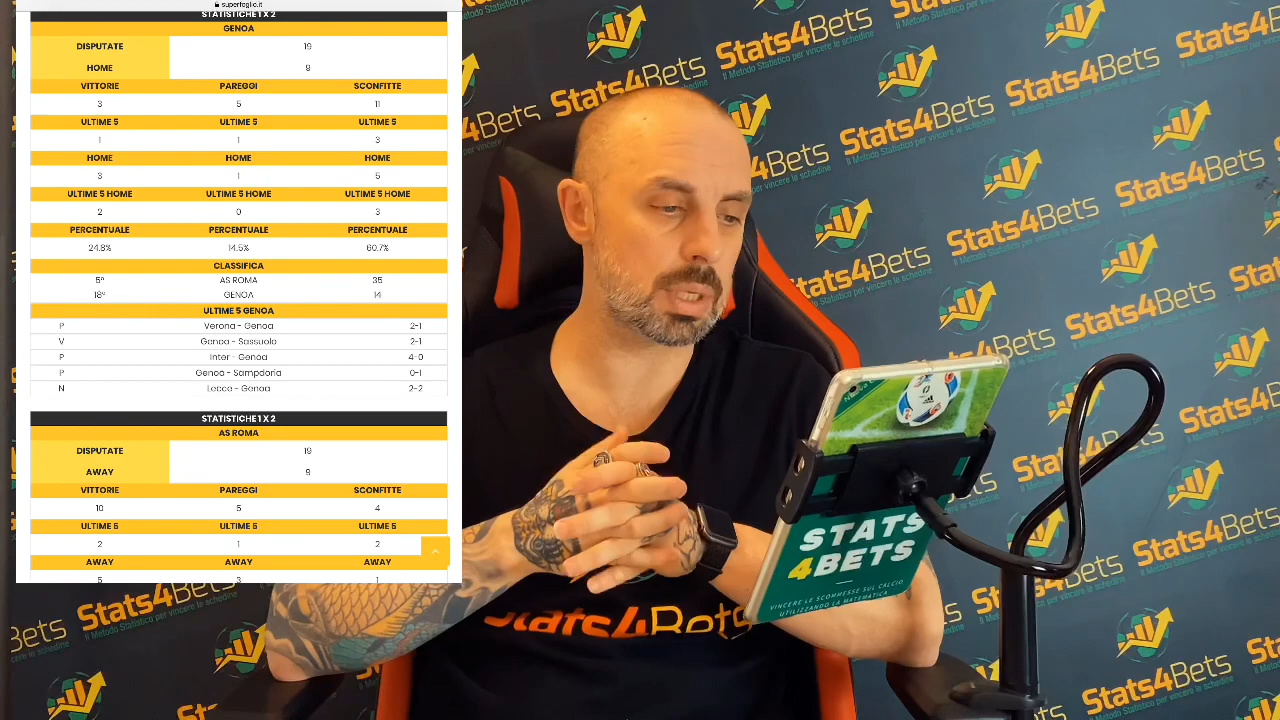 superfoglio.it
STATISTICHE 1 X 2
GENOA
DISPUTATE 19
HOME 9
VITTORIE PAREGGI SCONFITTE
3 5 11
ULTIME 5 ULTIME 5 ULTIME 5
1 1 3
HOME HOME HOME
3 1 5
ULTIME 5 HOME ULTIME 5 HOME ULTIME 5 HOME
2 0 3
PERCENTUALE PERCENTUALE PERCENTUALE
24.8% 14.5% 60.7%
CLASSIFICA
5° AS ROMA 35
18° GENOA 14
ULTIME 5 GENOA
P Verona - Genoa 2-1
V Genoa - Sassuolo 2-1
P Inter - Genoa 4-0
P Genoa - Sampdoria 0-1
N Lecce - Genoa 2-2
STATISTICHE 1 X 2
AS ROMA
DISPUTATE 19
AWAY 9
VITTORIE PAREGGI SCONFITTE
10 5 4
ULTIME 5 ULTIME 5 ULTIME 5
2 1 2
AWAY AWAY AWAY
5 3 1
Stats4Bets
Il Metodo Statistico per vincere le schedine
Stats4Bets
STATS
4BETS
VINCERE LE SCOMMESSE SUL CALCIO
UTILIZZANDO LA MATEMATICA